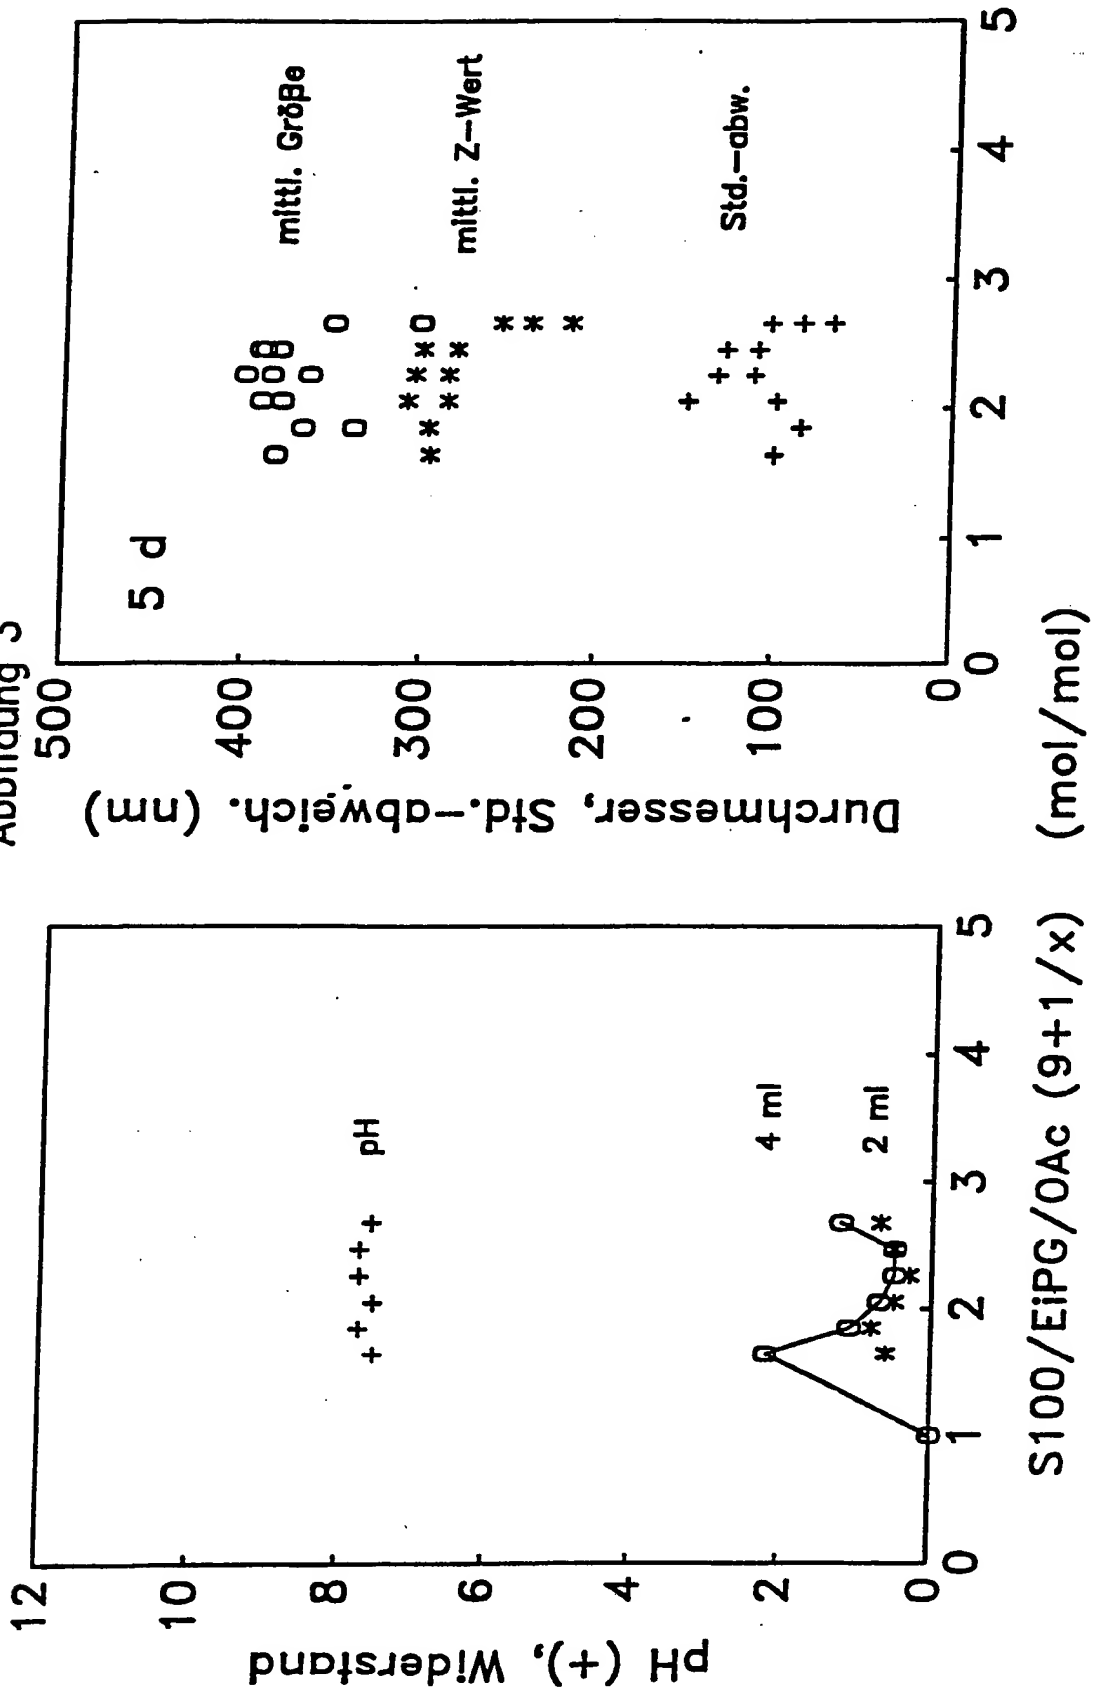 Abbildung 3
12
10
8
6
4
2
0
pH (+), Widerstand
pH
4 ml
2 ml
0 1 2 3 4 5
S100/EiPG/OAc (9+1/x) (mol/mol)
500
400
300
200
100
0
Durchmesser, Std.-abweich. (nm)
5 d
mittl. Größe
mittl. Z-Wert
Std.-abw.
0 1 2 3 4 5